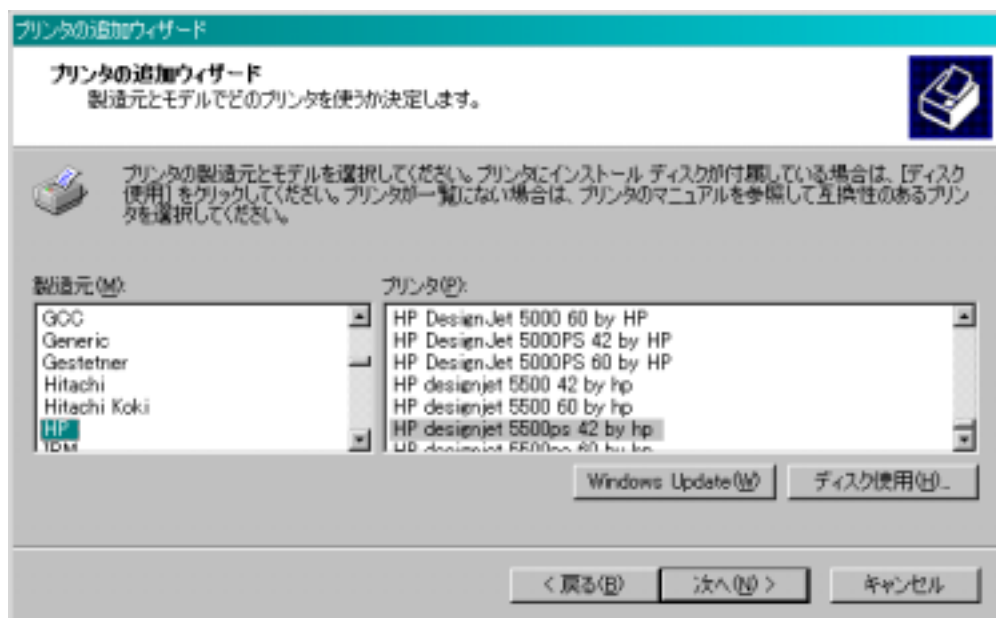 プリンタの追加ウィザード
プリンタの追加ウィザード
製造元とモデルでどのプリンタを使うか決定します。
プリンタの製造元とモデルを選択してください。プリンタにインストール ディスクが付属している場合は、[ディスク
使用] をクリックしてください。プリンタが一覧にない場合は、プリンタのマニュアルを参照して互換性のあるプリン
タを選択してください。
製造元(M):
プリンタ(P):
GCC
Generic
Gestetner
Hitachi
Hitachi Koki
HP
IBM
HP DesignJet 5000 60 by HP
HP DesignJet 5000PS 42 by HP
HP DesignJet 5000PS 60 by HP
HP designjet 5500 42 by hp
HP designjet 5500 60 by hp
HP designjet 5500ps 42 by hp
HP designjet 5500ps 60 by hp
Windows Update(W)
ディスク使用(H)...
< 戻る(B)
次へ(N) >
キャンセル